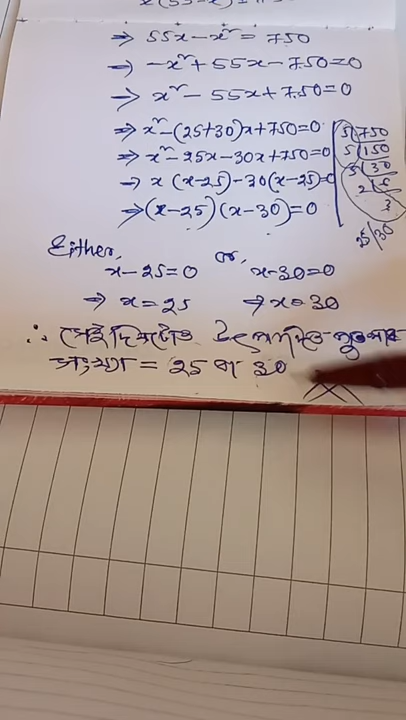 ⇒ 55x - x² = 750
⇒ -x² + 55x - 750 = 0
⇒ x² - 55x + 750 = 0
⇒ x² - (25+30)x + 750 = 0
⇒ x² - 25x - 30x + 750 = 0
⇒ x (x-25) - 30 (x-25) = 0
⇒ (x-25) (x-30) = 0
5 | 750
5 | 150
5 | 30
2
3
25/30
Either, or,
x - 25 = 0 x - 30 = 0
⇒ x = 25 ⇒ x = 30
∴ সেই দিনটোত
সংখ্যা = 25 বা 30